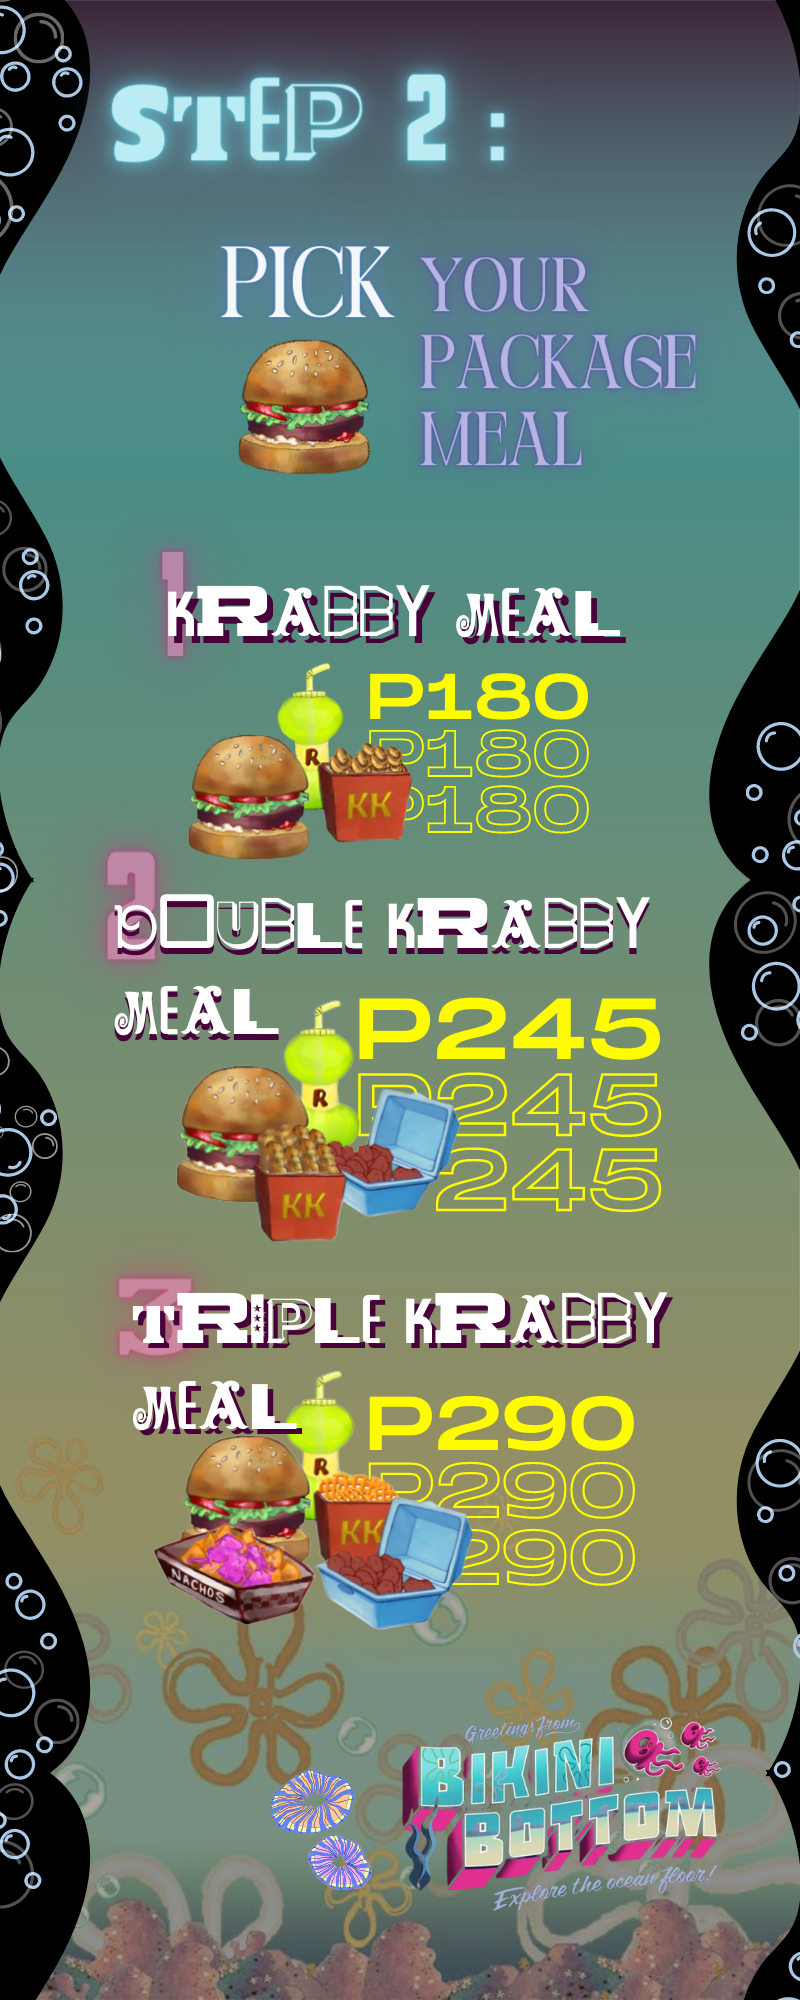 STEP 2 :
PICK YOUR
PACKAGE
MEAL
1
KRABBY MEAL
P180
P180
P180
R
KK
2
DOUBLE KRABBY
MEAL
P245
P245
245
R
KK
3
TRIPLE KRABBY
MEAL
P290
P290
290
R
KK
NACHOS
Greetings from
BIKINI
BOTTOM
Explore the ocean floor!